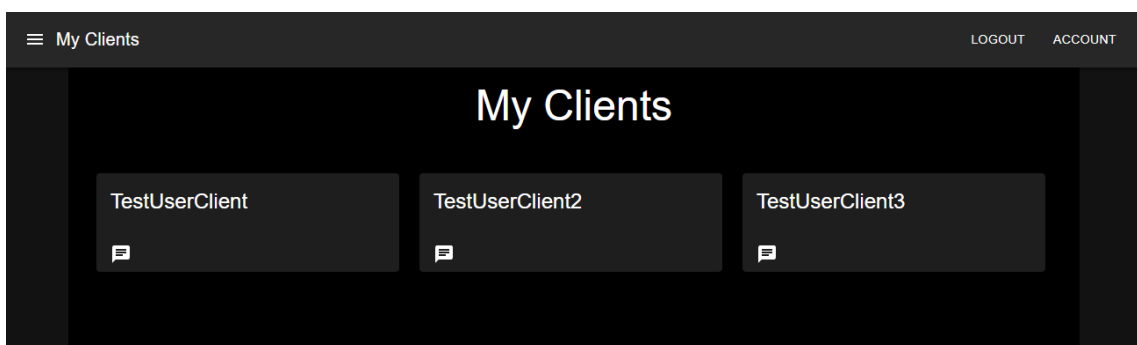 My Clients
LOGOUT ACCOUNT
My Clients
TestUserClient
TestUserClient2
TestUserClient3